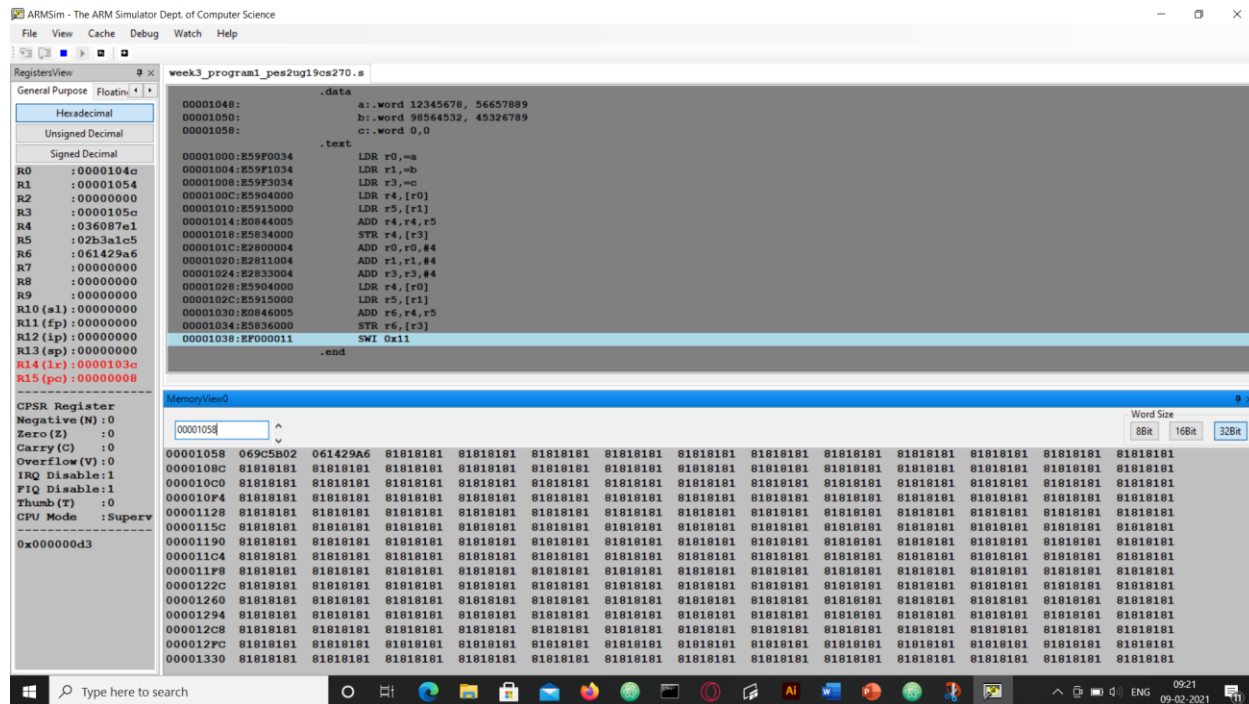 ARMSim - The ARM Simulator Dept. of Computer Science
File View Cache Debug Watch Help
RegistersView
General Purpose Floatin
Hexadecimal
Unsigned Decimal
Signed Decimal
R0 :0000104c
R1 :00001054
R2 :00000000
R3 :0000105c
R4 :036087e1
R5 :02b3a1c5
R6 :061429a6
R7 :00000000
R8 :00000000
R9 :00000000
R10(sl):00000000
R11(fp):00000000
R12(ip):00000000
R13(sp):00000000
R14(lr):0000103c
R15(pc):00000008
CPSR Register
Negative(N):0
Zero(Z) :0
Carry(C) :0
Overflow(V):0
IRQ Disable:1
FIQ Disable:1
Thumb(T) :0
CPU Mode :Superv
0x000000d3
week3_program1_pes2ug19cs270.s
.data
00001048: a:.word 12345678, 56657889
00001050: b:.word 98564532, 45326789
00001058: c:.word 0,0
.text
00001000:E59F0034 LDR r0,=a
00001004:E59F1034 LDR r1,=b
00001008:E59F3034 LDR r3,=c
0000100C:E5904000 LDR r4,[r0]
00001010:E5915000 LDR r5,[r1]
00001014:E0844005 ADD r4,r4,r5
00001018:E5834000 STR r4,[r3]
0000101C:E2800004 ADD r0,r0,#4
00001020:E2811004 ADD r1,r1,#4
00001024:E2833004 ADD r3,r3,#4
00001028:E5904000 LDR r4,[r0]
0000102C:E5915000 LDR r5,[r1]
00001030:E0846005 ADD r6,r4,r5
00001034:E5836000 STR r6,[r3]
00001038:EF000011 SWI 0x11
.end
MemoryView0
00001058
Word Size
8Bit 16Bit 32Bit
00001058 069C5B02 061429A6 81818181 81818181 81818181 81818181 81818181 81818181 81818181 81818181 81818181 81818181 81818181
0000108C 81818181 81818181 81818181 81818181 81818181 81818181 81818181 81818181 81818181 81818181 81818181 81818181 81818181
000010C0 81818181 81818181 81818181 81818181 81818181 81818181 81818181 81818181 81818181 81818181 81818181 81818181 81818181
000010F4 81818181 81818181 81818181 81818181 81818181 81818181 81818181 81818181 81818181 81818181 81818181 81818181 81818181
00001128 81818181 81818181 81818181 81818181 81818181 81818181 81818181 81818181 81818181 81818181 81818181 81818181 81818181
0000115C 81818181 81818181 81818181 81818181 81818181 81818181 81818181 81818181 81818181 81818181 81818181 81818181 81818181
00001190 81818181 81818181 81818181 81818181 81818181 81818181 81818181 81818181 81818181 81818181 81818181 81818181 81818181
000011C4 81818181 81818181 81818181 81818181 81818181 81818181 81818181 81818181 81818181 81818181 81818181 81818181 81818181
000011F8 81818181 81818181 81818181 81818181 81818181 81818181 81818181 81818181 81818181 81818181 81818181 81818181 81818181
0000122C 81818181 81818181 81818181 81818181 81818181 81818181 81818181 81818181 81818181 81818181 81818181 81818181 81818181
00001260 81818181 81818181 81818181 81818181 81818181 81818181 81818181 81818181 81818181 81818181 81818181 81818181 81818181
00001294 81818181 81818181 81818181 81818181 81818181 81818181 81818181 81818181 81818181 81818181 81818181 81818181 81818181
000012C8 81818181 81818181 81818181 81818181 81818181 81818181 81818181 81818181 81818181 81818181 81818181 81818181 81818181
000012FC 81818181 81818181 81818181 81818181 81818181 81818181 81818181 81818181 81818181 81818181 81818181 81818181 81818181
00001330 81818181 81818181 81818181 81818181 81818181 81818181 81818181 81818181 81818181 81818181 81818181 81818181 81818181
Type here to search
Ai
ENG
09:21
09-02-2021